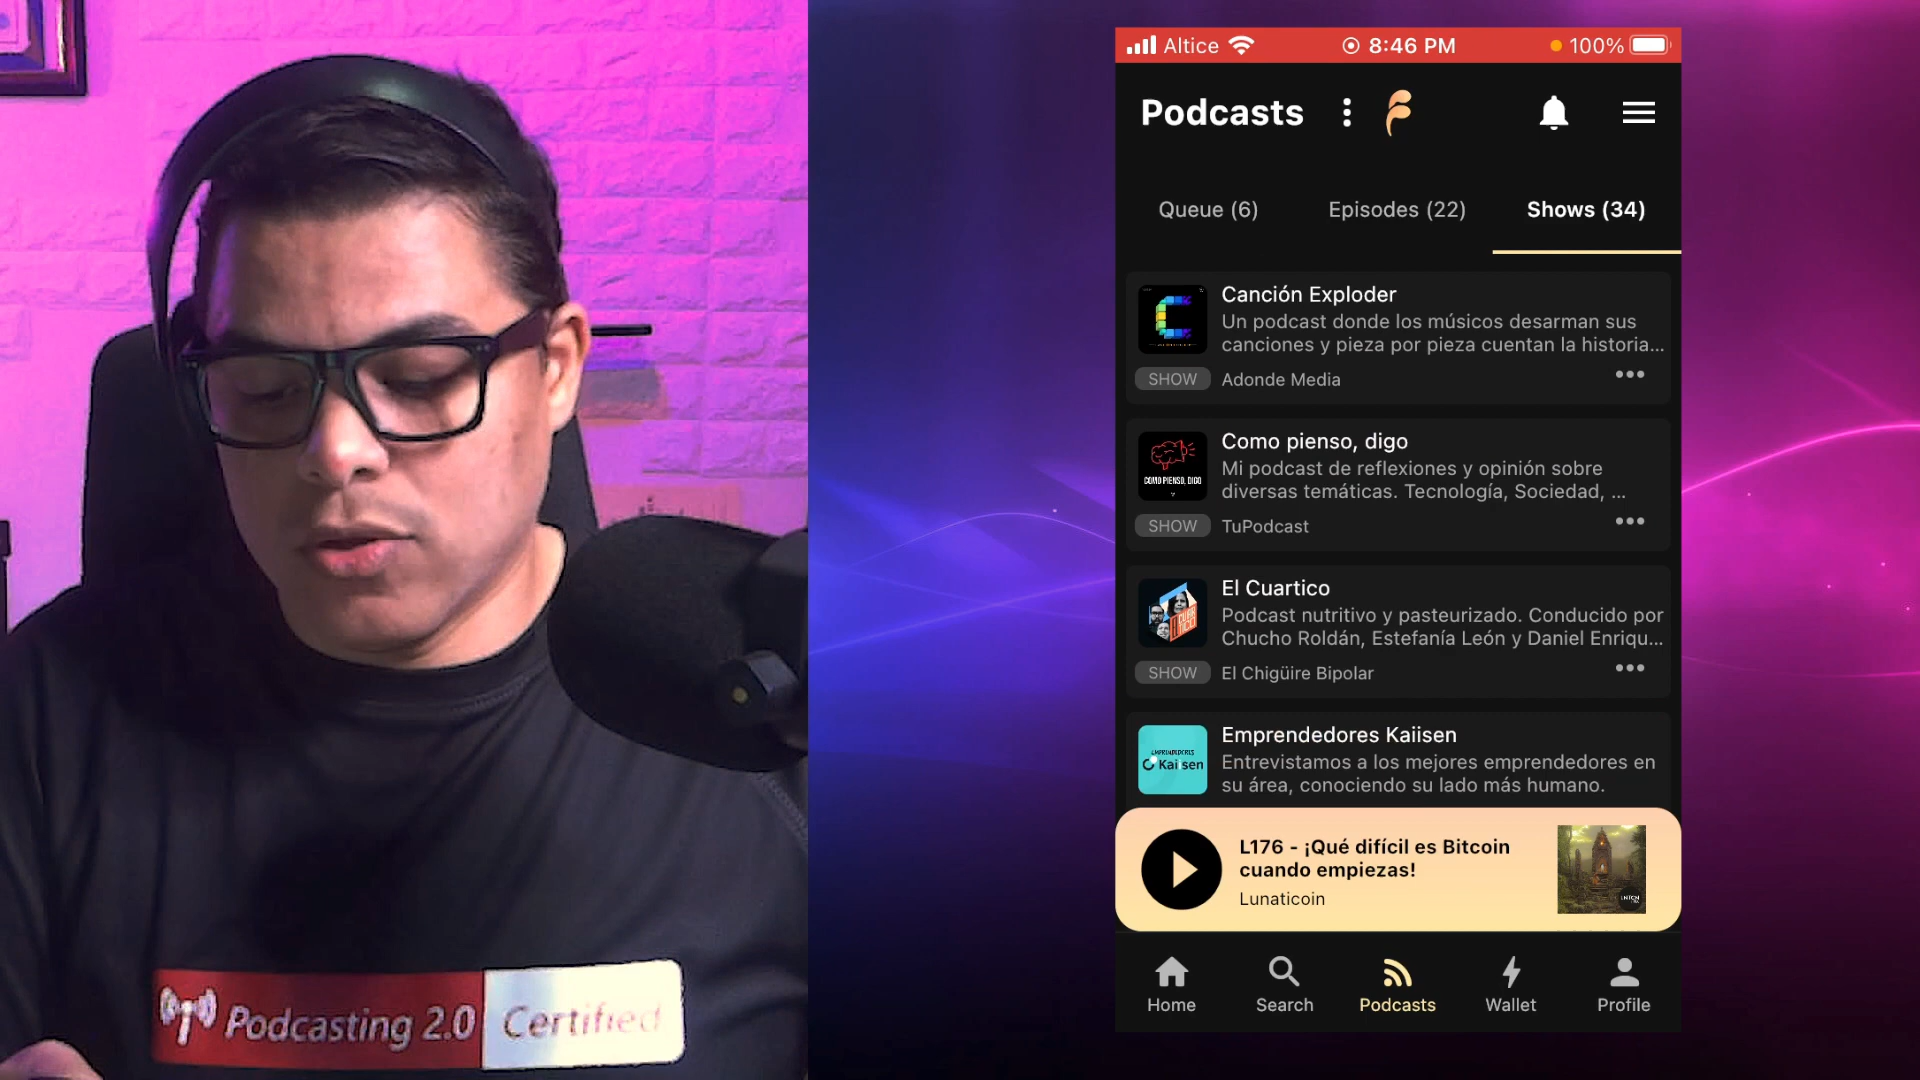 Podcasting 2.0 Certified
Altice 8:46 PM 100%
Podcasts
Queue (6) Episodes (22) Shows (34)
Canción Exploder
Un podcast donde los músicos desarman sus
canciones y pieza por pieza cuentan la historia...
SHOW Adonde Media
COMO PIENSO, DIGO
Como pienso, digo
Mi podcast de reflexiones y opinión sobre
diversas temáticas. Tecnología, Sociedad, ...
SHOW TuPodcast
El Cuartico
Podcast nutritivo y pasteurizado. Conducido por
Chucho Roldán, Estefanía León y Daniel Enriqu...
SHOW El Chigüire Bipolar
EMPRENDEDORES
Kaiisen
Emprendedores Kaiisen
Entrevistamos a los mejores emprendedores en
su área, conociendo su lado más humano.
L176 - ¡Qué difícil es Bitcoin
cuando empiezas!
Lunaticoin
Home Search Podcasts Wallet Profile